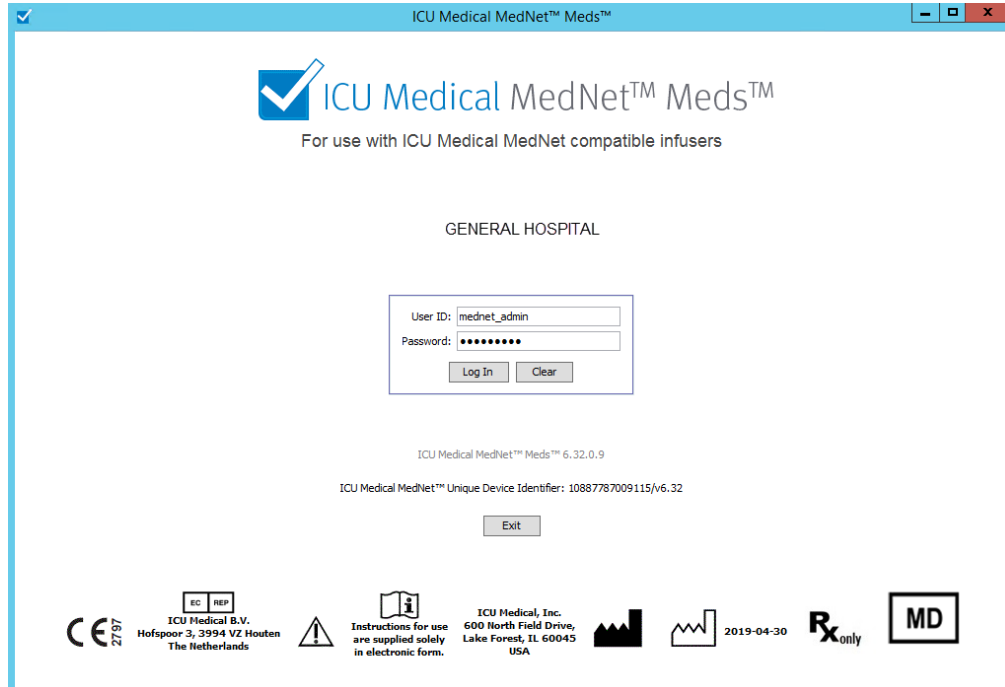 ICU Medical MedNet™ Meds™
ICU Medical MedNet™ Meds™
For use with ICU Medical MedNet compatible infusers
GENERAL HOSPITAL
User ID: mednet_admin
Password: •••••••••
Log In Clear
ICU Medical MedNet™ Meds™ 6.32.0.9
ICU Medical MedNet™ Unique Device Identifier: 10887787009115/v6.32
Exit
CE 2797
EC REP
ICU Medical B.V.
Hofspoor 3, 3994 VZ Houten
The Netherlands
Instructions for use
are supplied solely
in electronic form.
ICU Medical, Inc.
600 North Field Drive,
Lake Forest, IL 60045
USA
2019-04-30
Rx only
MD